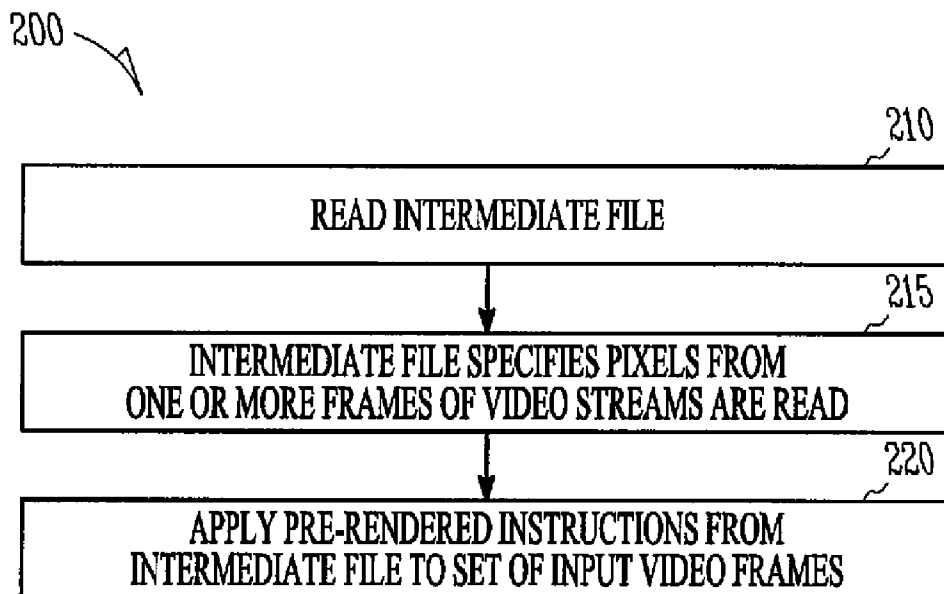 200
210
READ INTERMEDIATE FILE
215
INTERMEDIATE FILE SPECIFIES PIXELS FROM
ONE OR MORE FRAMES OF VIDEO STREAMS ARE READ
220
APPLY PRE-RENDERED INSTRUCTIONS FROM
INTERMEDIATE FILE TO SET OF INPUT VIDEO FRAMES